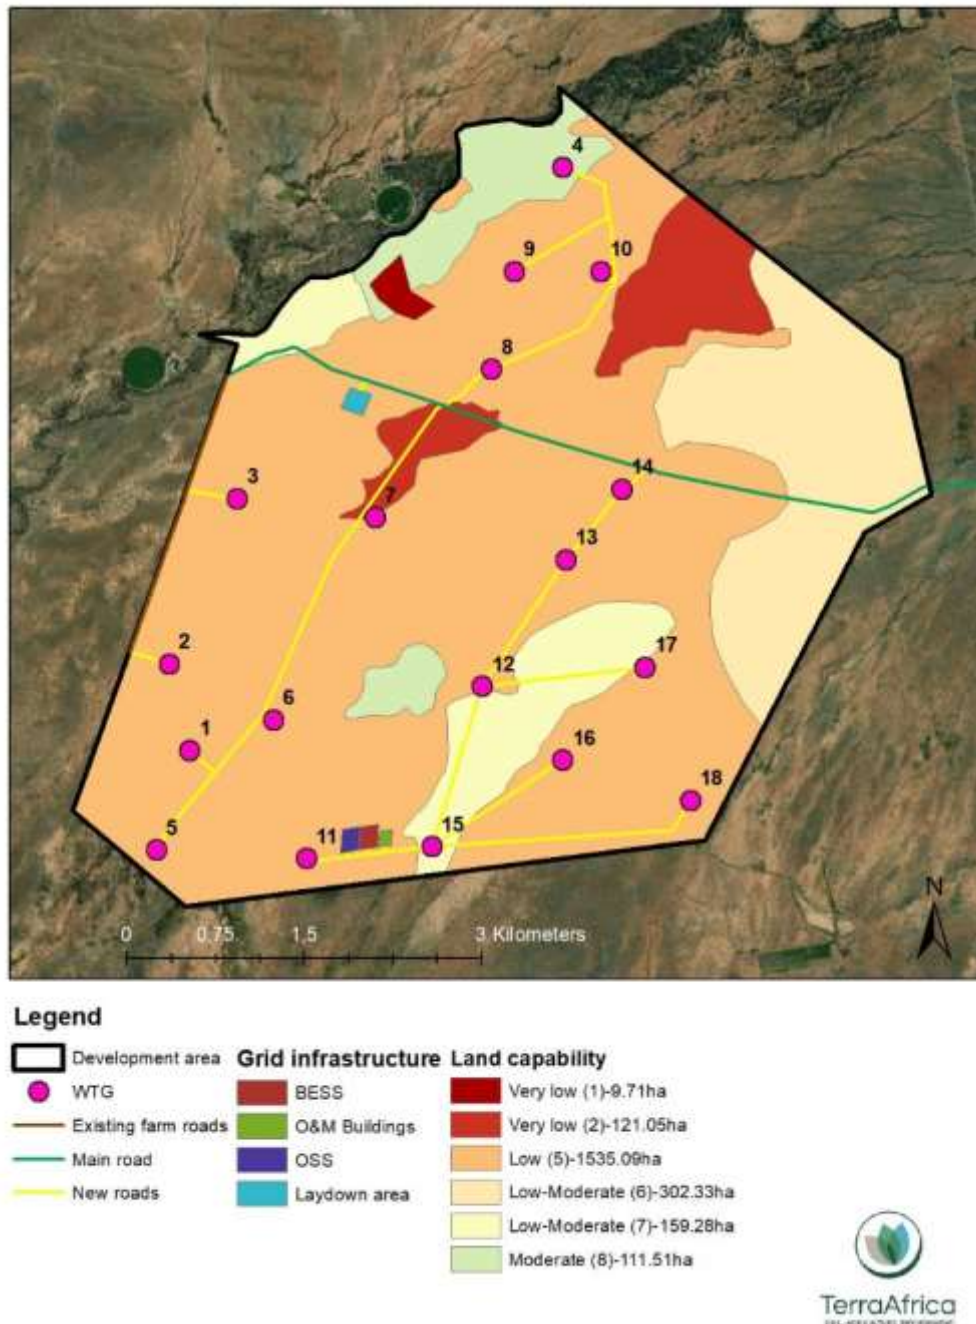 4
9
10
8
3
7
14
13
2
12
17
6
1
16
18
5
11
15
N
0 0.75 1.5 3 Kilometers
Legend
Development area
WTG
Existing farm roads
Main road
New roads
Grid infrastructure
BESS
O&M Buildings
OSS
Laydown area
Land capability
Very low (1)-9.71ha
Very low (2)-121.05ha
Low (5)-1535.09ha
Low-Moderate (6)-302.33ha
Low-Moderate (7)-159.28ha
Moderate (8)-111.51ha
TerraAfrica